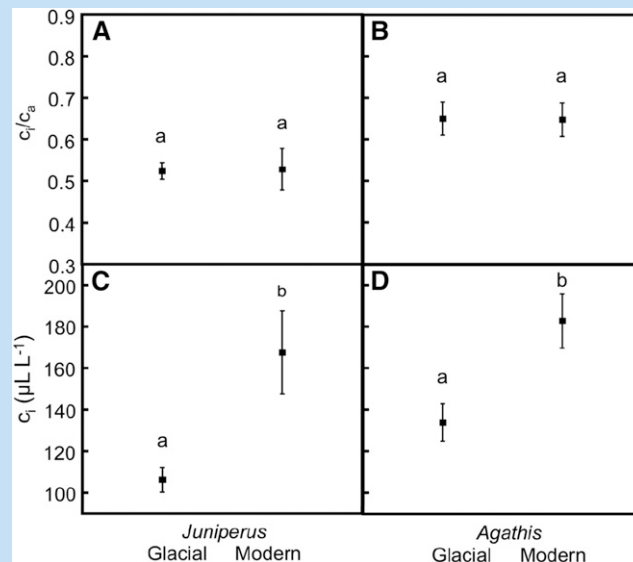 A
B
0.9
0.8
0.7
0.6
0.5
0.4
0.3
ci/ca
a
a
a
a
C
D
200
180
160
140
120
100
ci (µL L-1)
a
b
a
b
Juniperus
Agathis
Glacial Modern
Glacial Modern